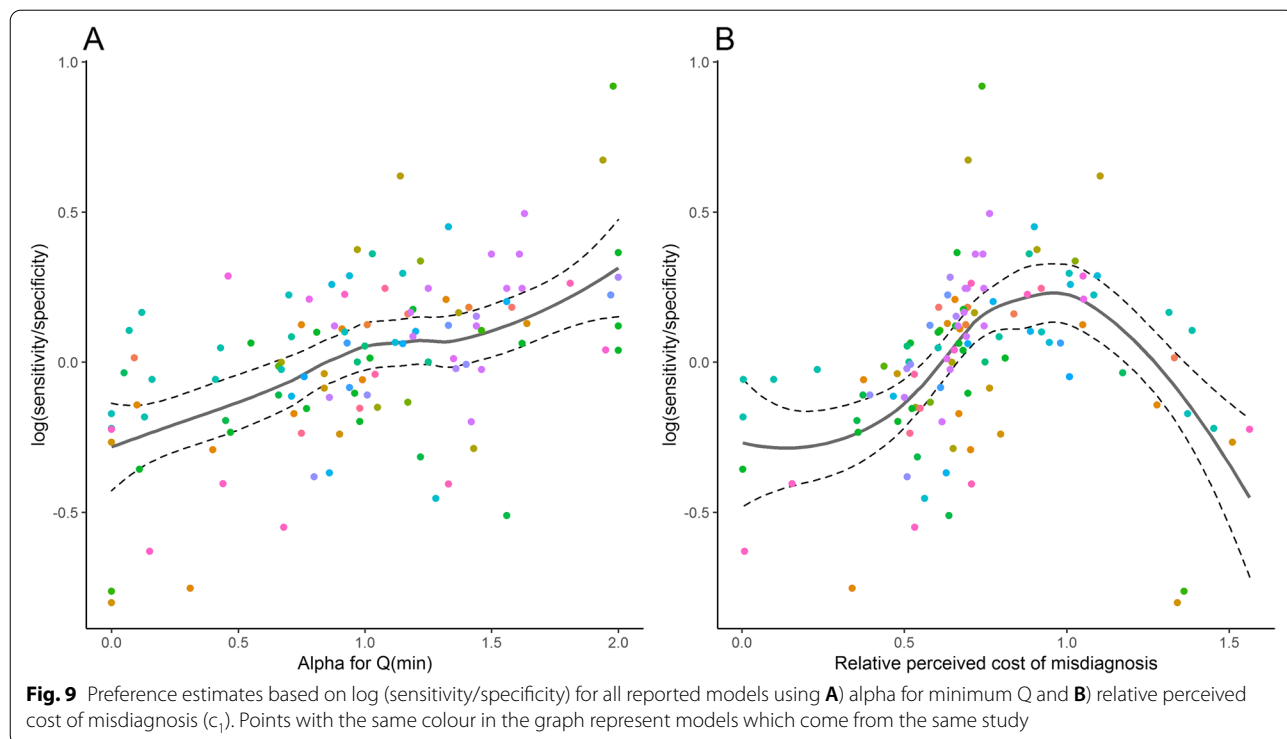 A
B
1.0
0.5
0.0
-0.5
log(sensitivity/specificity)
0.0 0.5 1.0 1.5 2.0
Alpha for Q(min)
1.0
0.5
0.0
-0.5
log(sensitivity/specificity)
0.0 0.5 1.0 1.5
Relative perceived cost of misdiagnosis
Fig. 9 Preference estimates based on log (sensitivity/specificity) for all reported models using A) alpha for minimum Q and B) relative perceived
cost of misdiagnosis (c₁). Points with the same colour in the graph represent models which come from the same study